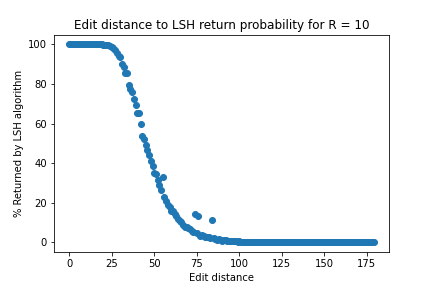 Edit distance to LSH return probability for R = 10
% Returned by LSH algorithm
100
80
60
40
20
0
0 25 50 75 100 125 150 175
Edit distance